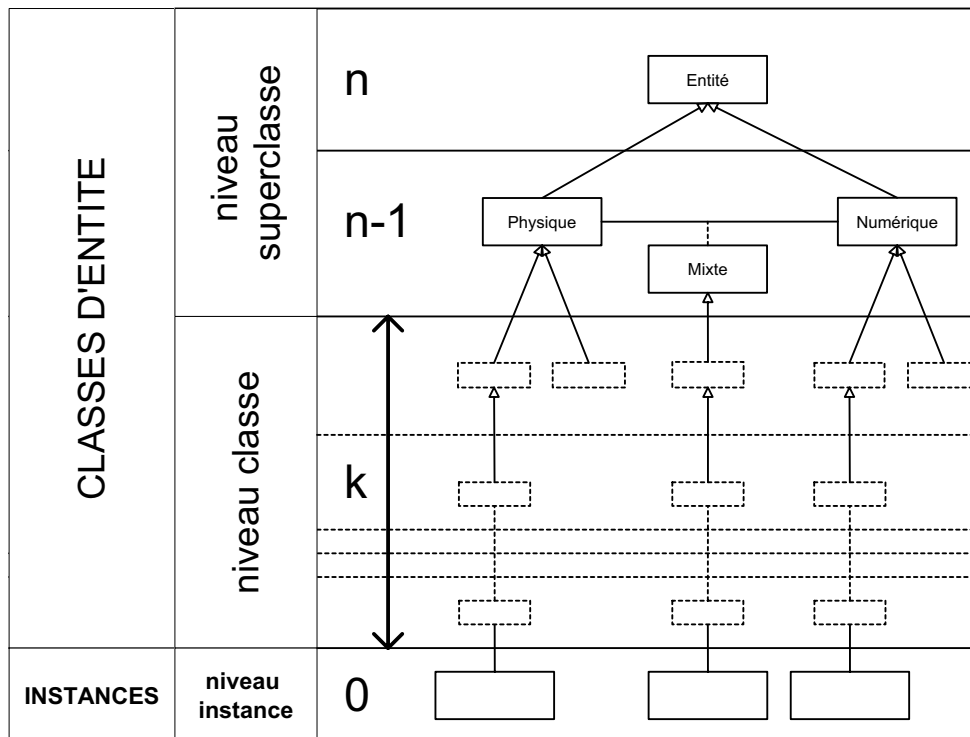 CLASSES D'ENTITE
niveau
superclasse
n
Entité
n-1
Physique
Numérique
Mixte
niveau classe
k
INSTANCES
niveau
instance
0